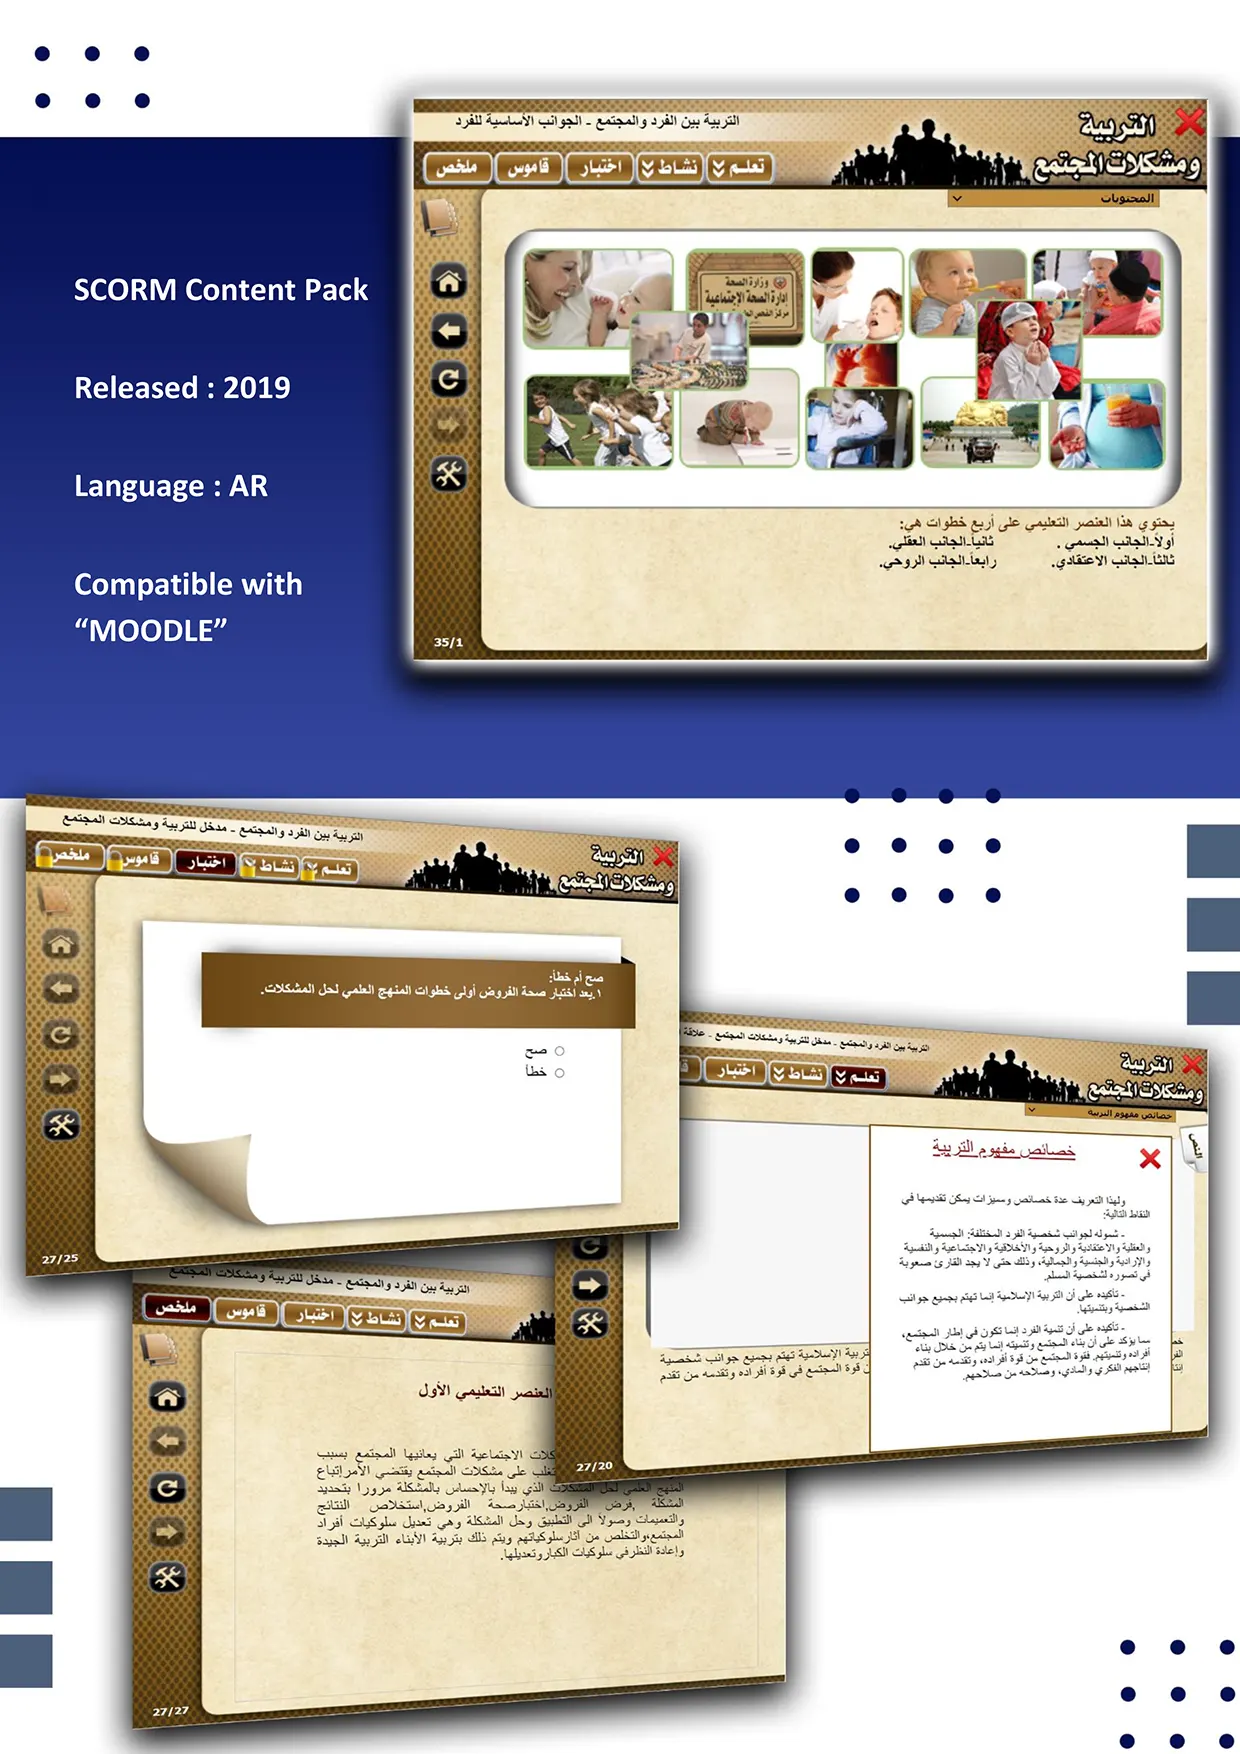 SCORM Content Pack
Released : 2019
Language : AR
Compatible with
“MOODLE”
التربية بين الفرد والمجتمع - الجوانب الأساسية للفرد
التربية
ومشكلات المجتمع
تعلم
نشاط
اختبار
قاموس
ملخص
المحتويات
وزارة الصحة
إدارة الصحة الإجتماعية
مركز الفحص
يحتوي هذا العنصر التعليمي على أربع خطوات هي:
أولاً-الجانب الجسمي . ثانياً-الجانب العقلي.
ثالثاً-الجانب الاعتقادي. رابعاً-الجانب الروحي.
35/1
التربية بين الفرد والمجتمع - مدخل للتربية ومشكلات المجتمع
التربية
ومشكلات المجتمع
تعلم
نشاط
اختبار
قاموس
ملخص
صح أم خطأ:
١.يعد اختبار صحة الفروض أولى خطوات المنهج العلمي لحل المشكلات.
صح
خطأ
27/25
التربية بين الفرد والمجتمع - مدخل للتربية ومشكلات المجتمع - علاقة
التربية
ومشكلات المجتمع
تعلم
نشاط
اختبار
خصائص مفهوم التربية
النص
خصائص مفهوم التربية
ولهذا التعريف عدة خصائص ومميزات يمكن تقديمها في
النقاط التالية:
- شموله لجوانب شخصية الفرد المختلفة: الجسمية
والعقلية والاعتقادية والروحية والأخلاقية والاجتماعية والنفسية
والإرادية والجنسية والجمالية، وذلك حتى لا يجد القارئ صعوبة
في تصوره لشخصية المسلم.
- تأكيده على أن التربية الإسلامية إنما تهتم بجميع جوانب
الشخصية وبتنميتها.
- تأكيده على أن تنمية الفرد إنما تكون في إطار المجتمع،
مما يؤكد على أن بناء المجتمع وتنميته إنما يتم من خلال بناء
أفراده وتنميتهم. فقوة المجتمع من قوة أفراده، وتقدمه من تقدم
إنتاجهم الفكري والمادي، وصلاحه من صلاحهم.
تربية الإسلامية تهتم بجميع جوانب شخصية
ن قوة المجتمع في قوة أفراده وتقدمه من تقدم
27/20
التربية بين الفرد والمجتمع - مدخل للتربية ومشكلات المجتمع
تعلم
نشاط
اختبار
قاموس
ملخص
العنصر التعليمي الأول
كلات الاجتماعية التي يعانيها المجتمع بسبب
تغلب على مشكلات المجتمع يقتضي الأمرإتباع
المنهج العلمي لحل المشكلات الذي يبدأ بالإحساس بالمشكلة مرورا بتحديد
المشكلة ,فرض الفروض,اختبارصحة الفروض,استخلاص النتائج
والتعميمات وصولاً الى التطبيق وحل المشكلة وهي تعديل سلوكيات أفراد
المجتمع,والتخلص من أثارسلوكياتهم ويتم ذلك بتربية الأبناء التربية الجيدة
وإعادة النظرفي سلوكيات الكباروتعديلها.
27/27